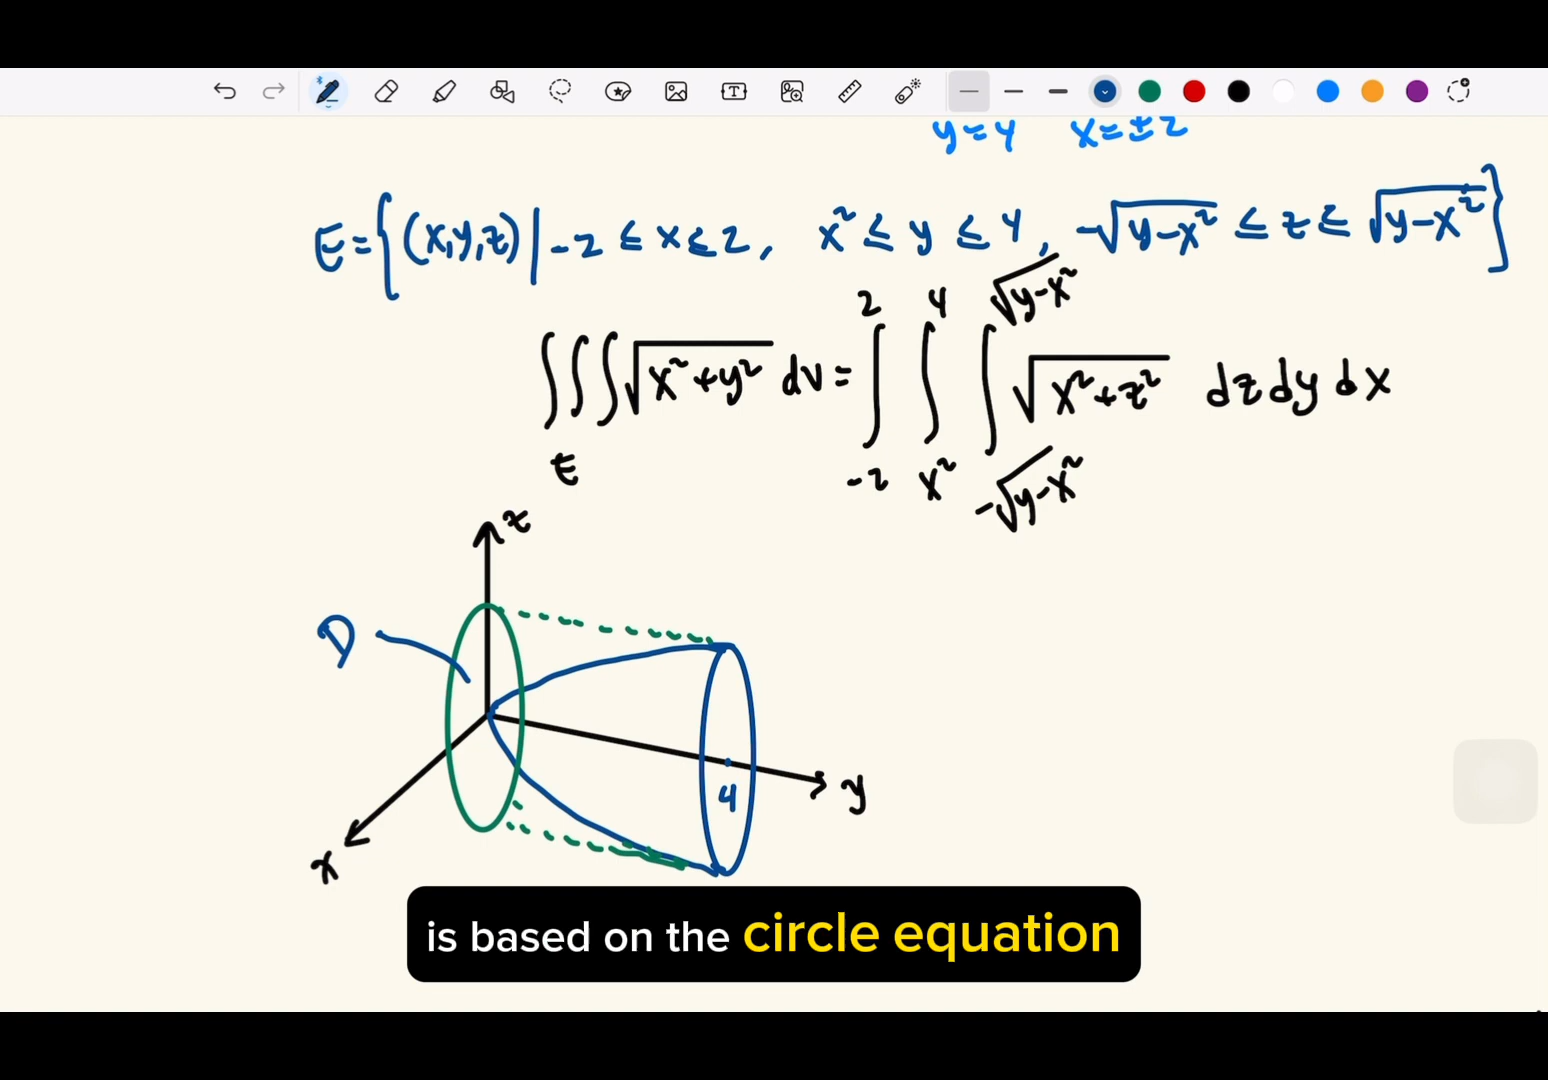 y=4 x=±2
E={(x,y,z)|-2≤x≤2, x²≤y≤4, -√(y-x²)≤z≤√(y-x²)}
∫∫∫_E √(x²+y²) dv = ∫_{-2}^{2} ∫_{x²}^{4} ∫_{-√(y-x²)}^{√(y-x²)} √(x²+z²) dz dy dx
z
D
4
y
x
is based on the circle equation